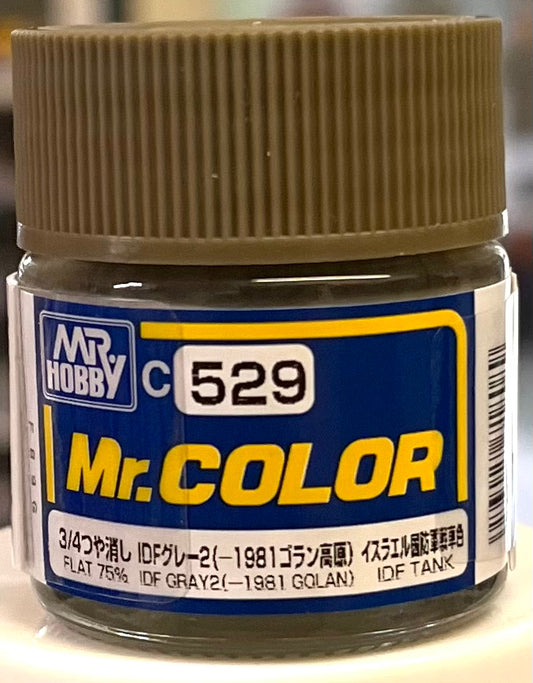 MR.
HOBBY
C 529
Mr.COLOR
3/4つや消し IDFグレー2(－1981ゴラン高原) イスラエル国防軍戦車色
FLAT 75% IDF GRAY2(－1981 GOLAN) IDF TANK